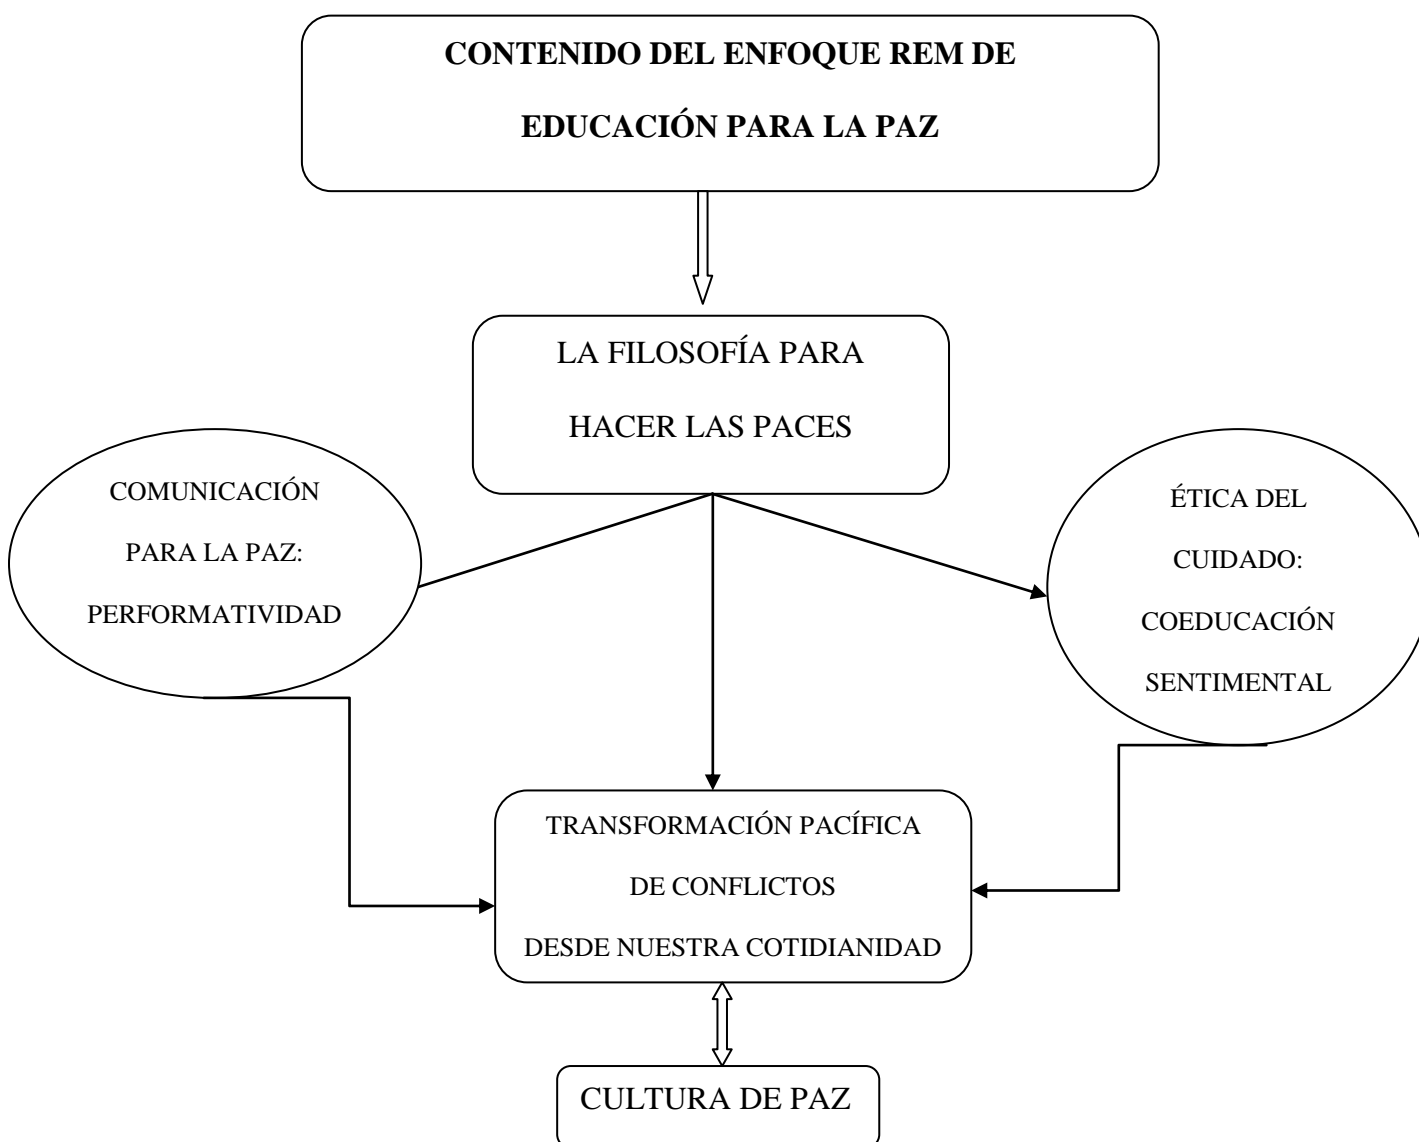 CONTENIDO DEL ENFOQUE REM DE
EDUCACIÓN PARA LA PAZ
LA FILOSOFÍA PARA
HACER LAS PACES
COMUNICACIÓN
PARA LA PAZ:
PERFORMATIVIDAD
ÉTICA DEL
CUIDADO:
COEDUCACIÓN
SENTIMENTAL
TRANSFORMACIÓN PACÍFICA
DE CONFLICTOS
DESDE NUESTRA COTIDIANIDAD
CULTURA DE PAZ